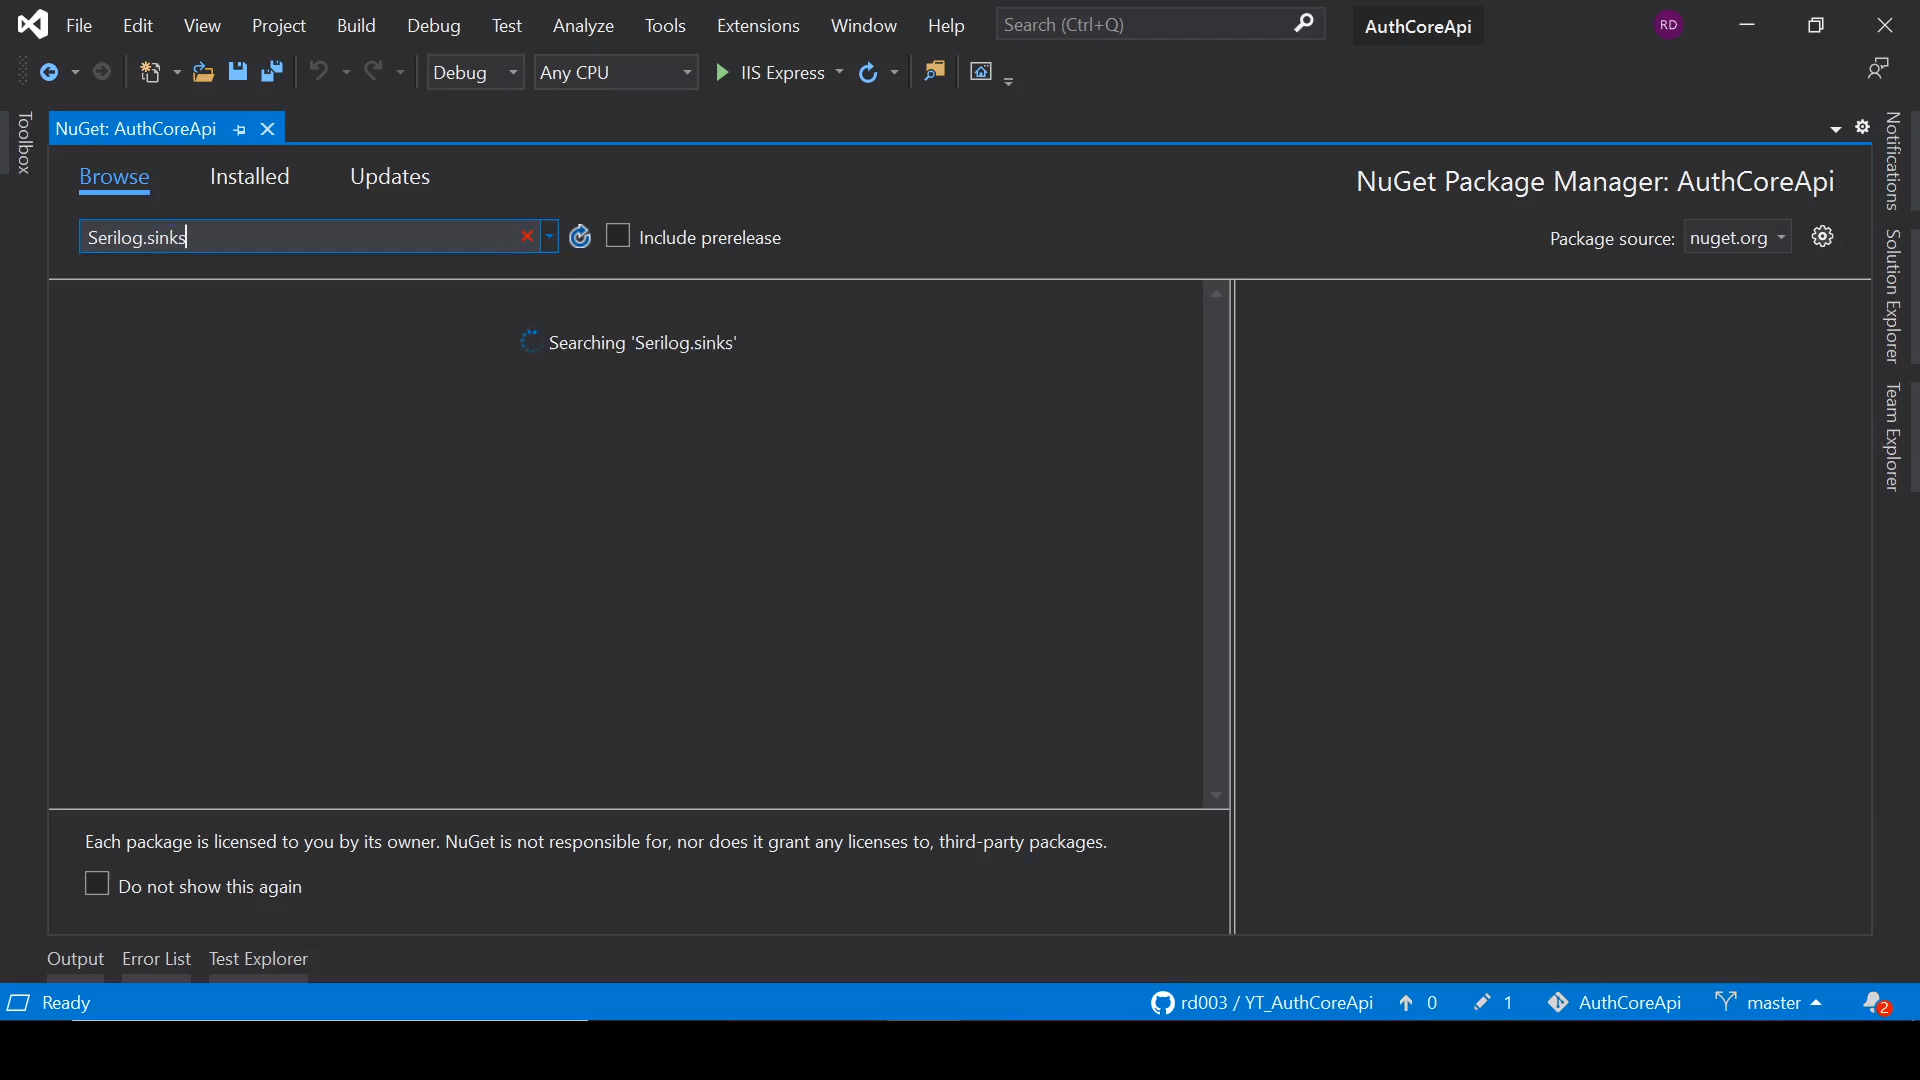 File Edit View Project Build Debug Test Analyze Tools Extensions Window Help Search (Ctrl+Q) AuthCoreApi RD
Debug Any CPU IIS Express
Toolbox
NuGet: AuthCoreApi
Browse Installed Updates
NuGet Package Manager: AuthCoreApi
Serilog.sinks
Include prerelease
Package source: nuget.org
Searching 'Serilog.sinks'
Each package is licensed to you by its owner. NuGet is not responsible for, nor does it grant any licenses to, third-party packages.
Do not show this again
Notifications
Solution Explorer
Team Explorer
Output Error List Test Explorer
Ready rd003 / YT_AuthCoreApi 0 1 AuthCoreApi master 2